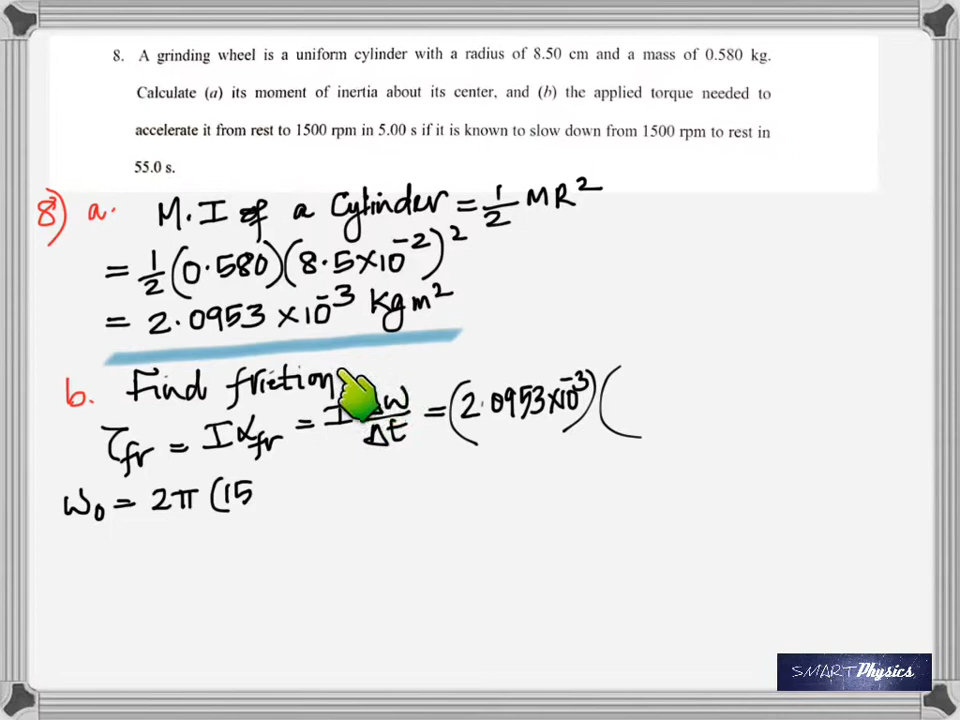 8. A grinding wheel is a uniform cylinder with a radius of 8.50 cm and a mass of 0.580 kg.
Calculate (a) its moment of inertia about its center, and (b) the applied torque needed to
accelerate it from rest to 1500 rpm in 5.00 s if it is known to slow down from 1500 rpm to rest in
55.0 s.
8) a. M.I of a Cylinder = 1/2 MR²
= 1/2 (0.580)(8.5×10⁻²)²
= 2.0953 ×10⁻³ kgm²
b. Find friction
τfr = Iαfr = I Δω/Δt = (2.0953×10⁻³)(
ω₀ = 2π (15
SMART Physics